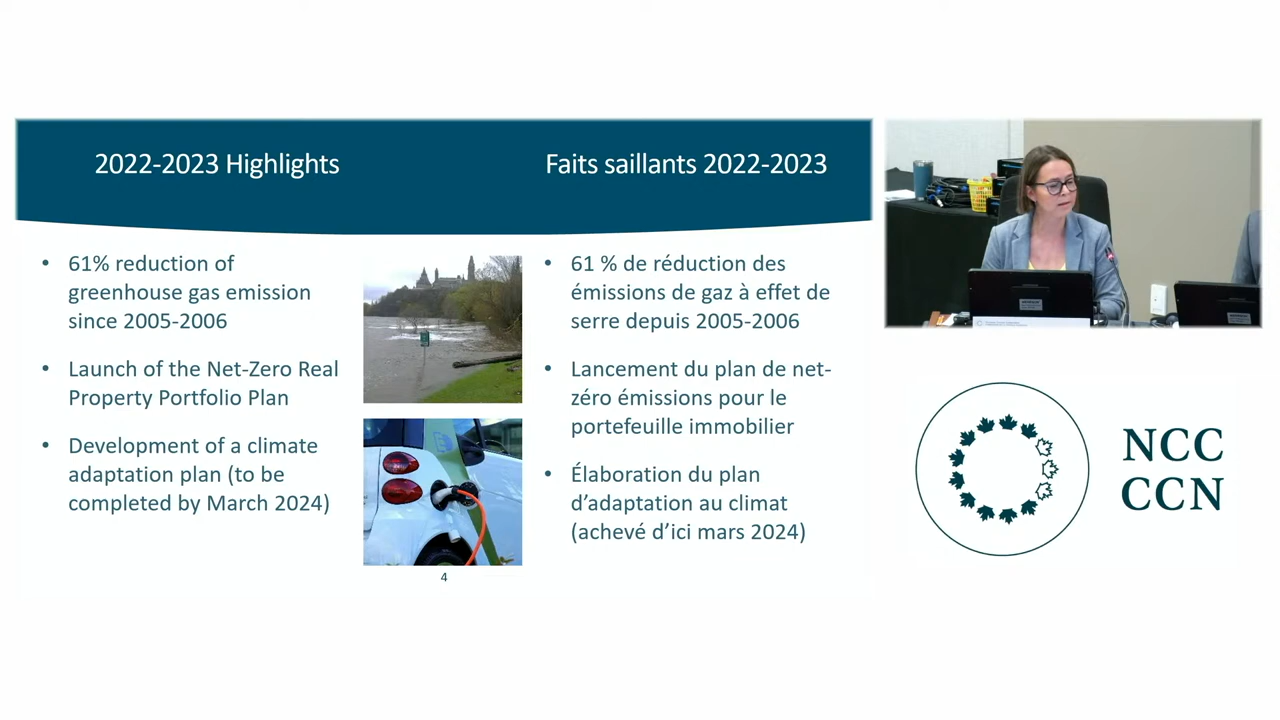 2022-2023 Highlights
Faits saillants 2022-2023
• 61% reduction of
greenhouse gas emission
since 2005-2006
• Launch of the Net-Zero Real
Property Portfolio Plan
• Development of a climate
adaptation plan (to be
completed by March 2024)
• 61 % de réduction des
émissions de gaz à effet de
serre depuis 2005-2006
• Lancement du plan de net-
zéro émissions pour le
portefeuille immobilier
• Élaboration du plan
d’adaptation au climat
(achevé d’ici mars 2024)
4
NCC
CCN